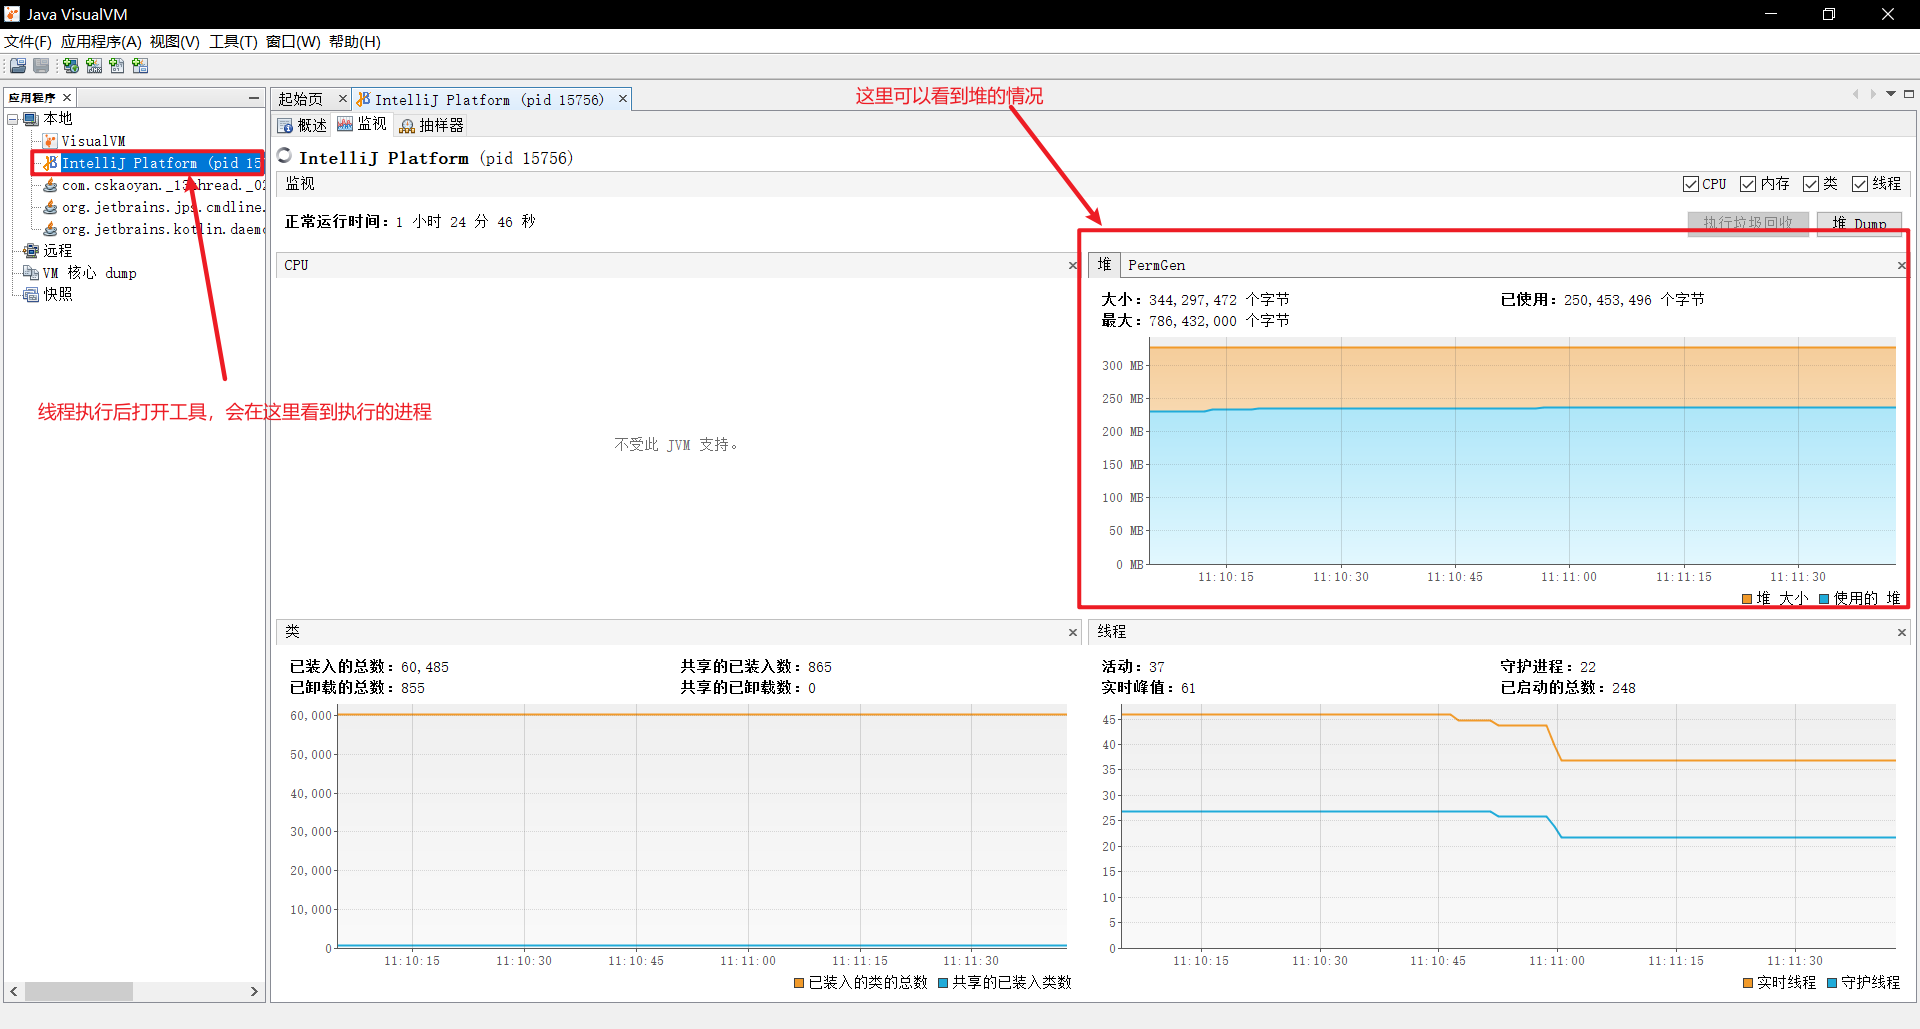 Java VisualVM
文件(F) 应用程序(A) 视图(V) 工具(T) 窗口(W) 帮助(H)
应用程序
本地
VisualVM
IntelliJ Platform (pid 15
com.cskaoyan._13
hread._02
org.jetbrains.jps.cmdline.
org.jetbrains.kotlin.daemo
远程
VM 核心 dump
快照
线程执行后打开工具，会在这里看到执行的进程
起始页 IntelliJ Platform (pid 15756)
这里可以看到堆的情况
概述 监视 抽样器
IntelliJ Platform (pid 15756)
监视 CPU 内存 类 线程
正常运行时间: 1 小时 24 分 46 秒
执行垃圾回收 堆 Dump
CPU
不受此 JVM 支持。
堆 PermGen
大小: 344,297,472 个字节 已使用: 250,453,496 个字节
最大: 786,432,000 个字节
300 MB
250 MB
200 MB
150 MB
100 MB
50 MB
0 MB
11:10:15 11:10:30 11:10:45 11:11:00 11:11:15 11:11:30
堆 大小 使用的 堆
类
已装入的总数: 60,485 共享的已装入数: 865
已卸载的总数: 855 共享的已卸载数: 0
60,000
50,000
40,000
30,000
20,000
10,000
0
11:10:15 11:10:30 11:10:45 11:11:00 11:11:15 11:11:30
已装入的类的总数 共享的已装入类数
线程
活动: 37 守护进程: 22
实时峰值: 61 已启动的总数: 248
45
40
35
30
25
20
15
10
5
0
11:10:15 11:10:30 11:10:45 11:11:00 11:11:15 11:11:30
实时线程 守护线程